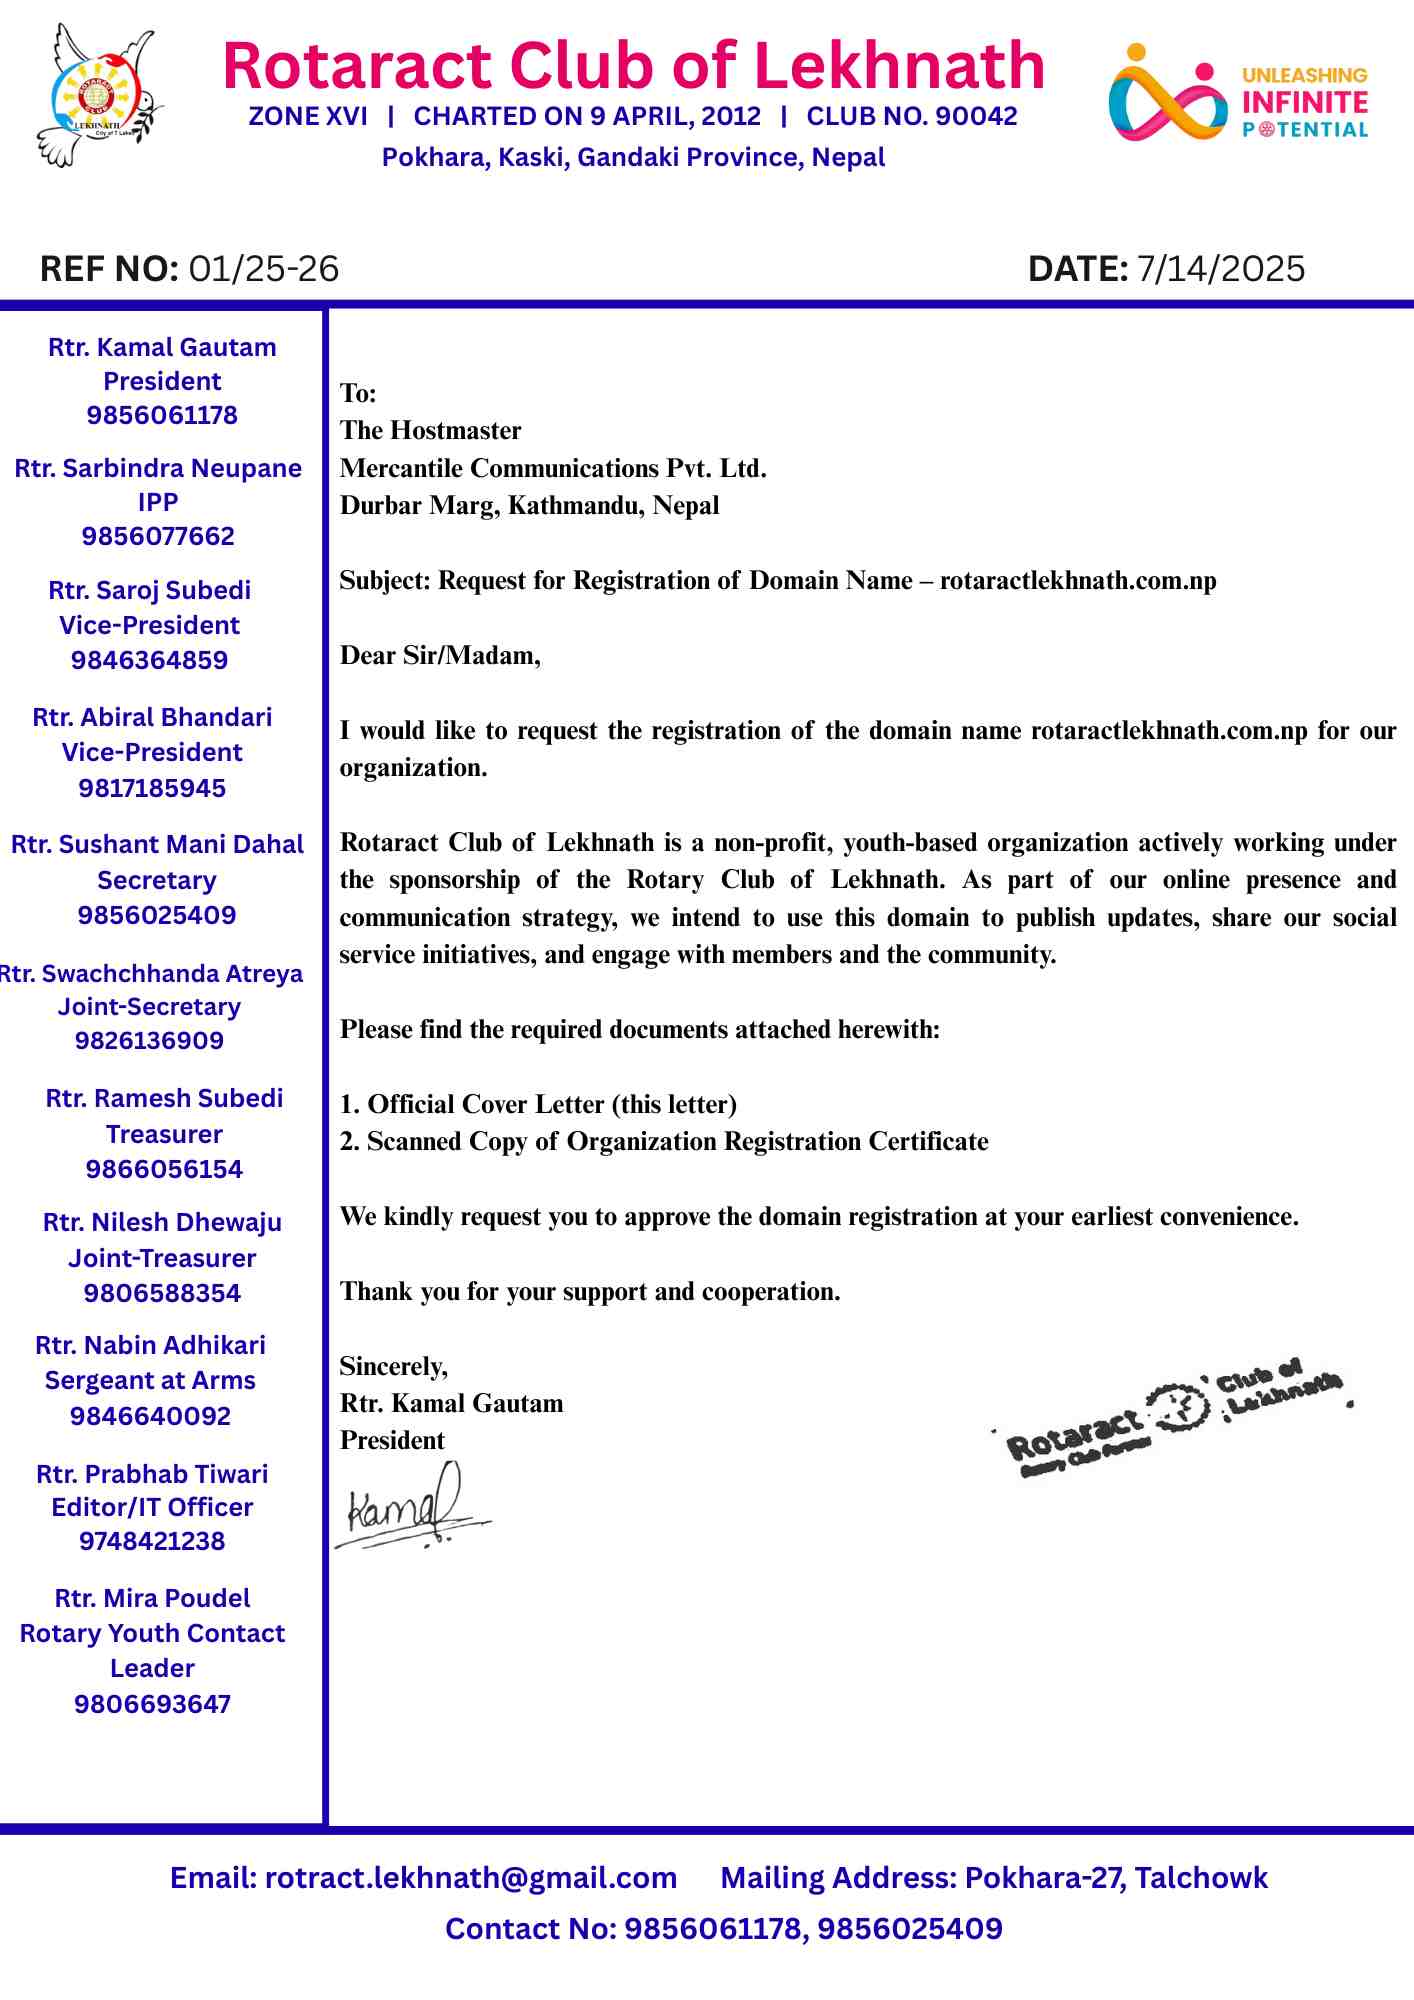 Rotaract Club of Lekhnath
ZONE XVI | CHARTED ON 9 APRIL, 2012 | CLUB NO. 90042
Pokhara, Kaski, Gandaki Province, Nepal
ROTARACT CLUB
LEKHNATH
City of 7 Lakes
UNLEASHING
INFINITE
POTENTIAL
REF NO: 01/25-26
DATE: 7/14/2025
Rtr. Kamal Gautam
President
9856061178
Rtr. Sarbindra Neupane
IPP
9856077662
Rtr. Saroj Subedi
Vice-President
9846364859
Rtr. Abiral Bhandari
Vice-President
9817185945
Rtr. Sushant Mani Dahal
Secretary
9856025409
Rtr. Swachchhanda Atreya
Joint-Secretary
9826136909
Rtr. Ramesh Subedi
Treasurer
9866056154
Rtr. Nilesh Dhewaju
Joint-Treasurer
9806588354
Rtr. Nabin Adhikari
Sergeant at Arms
9846640092
Rtr. Prabhab Tiwari
Editor/IT Officer
9748421238
Rtr. Mira Poudel
Rotary Youth Contact
Leader
9806693647
To:
The Hostmaster
Mercantile Communications Pvt. Ltd.
Durbar Marg, Kathmandu, Nepal
Subject: Request for Registration of Domain Name – rotaractlekhnath.com.np
Dear Sir/Madam,
I would like to request the registration of the domain name rotaractlekhnath.com.np for our
organization.
Rotaract Club of Lekhnath is a non-profit, youth-based organization actively working under
the sponsorship of the Rotary Club of Lekhnath. As part of our online presence and
communication strategy, we intend to use this domain to publish updates, share our social
service initiatives, and engage with members and the community.
Please find the required documents attached herewith:
1. Official Cover Letter (this letter)
2. Scanned Copy of Organization Registration Certificate
We kindly request you to approve the domain registration at your earliest convenience.
Thank you for your support and cooperation.
Sincerely,
Rtr. Kamal Gautam
President
Kamal
Rotaract Club of
Lekhnath
Email: rotract.lekhnath@gmail.com Mailing Address: Pokhara-27, Talchowk
Contact No: 9856061178, 9856025409